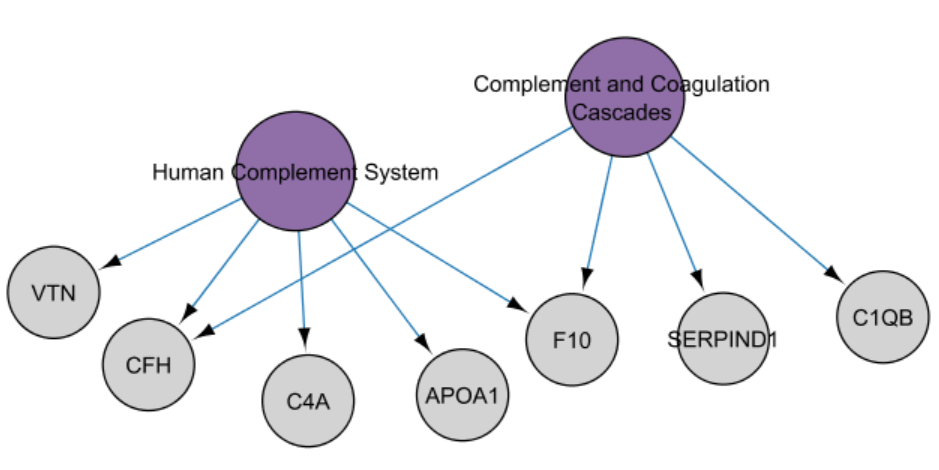 Complement and Coagulation
Cascades
Human Complement System
VTN
CFH
C4A
APOA1
F10
SERPIND1
C1QB